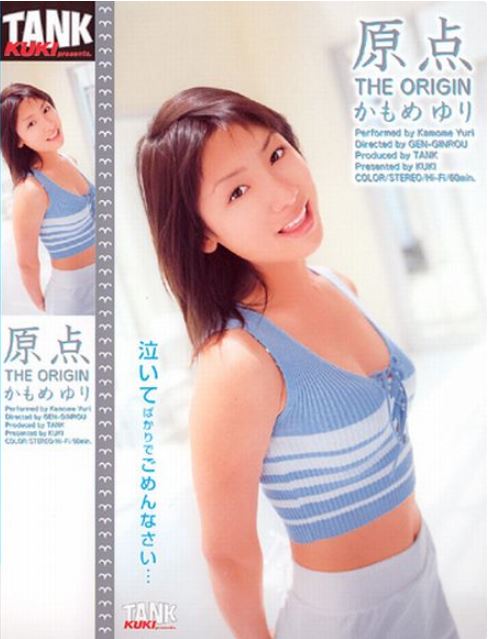 TANK
KUKI presents.
原点
THE ORIGIN
かもめ ゆり
Performed by Kamome Yuri
Directed by GEN-GINROU
Produced by TANK
Presented by KUKI
COLOR/STEREO/Hi-Fi/60min.
原点
THE ORIGIN
かもめ ゆり
Performed by Kamome Yuri
Directed by GEN-GINROU
Produced by TANK
Presented by KUKI
COLOR/STEREO/Hi-Fi/60min.
泣いてばかりでごめんなさい…
TANK
KUKI presents.